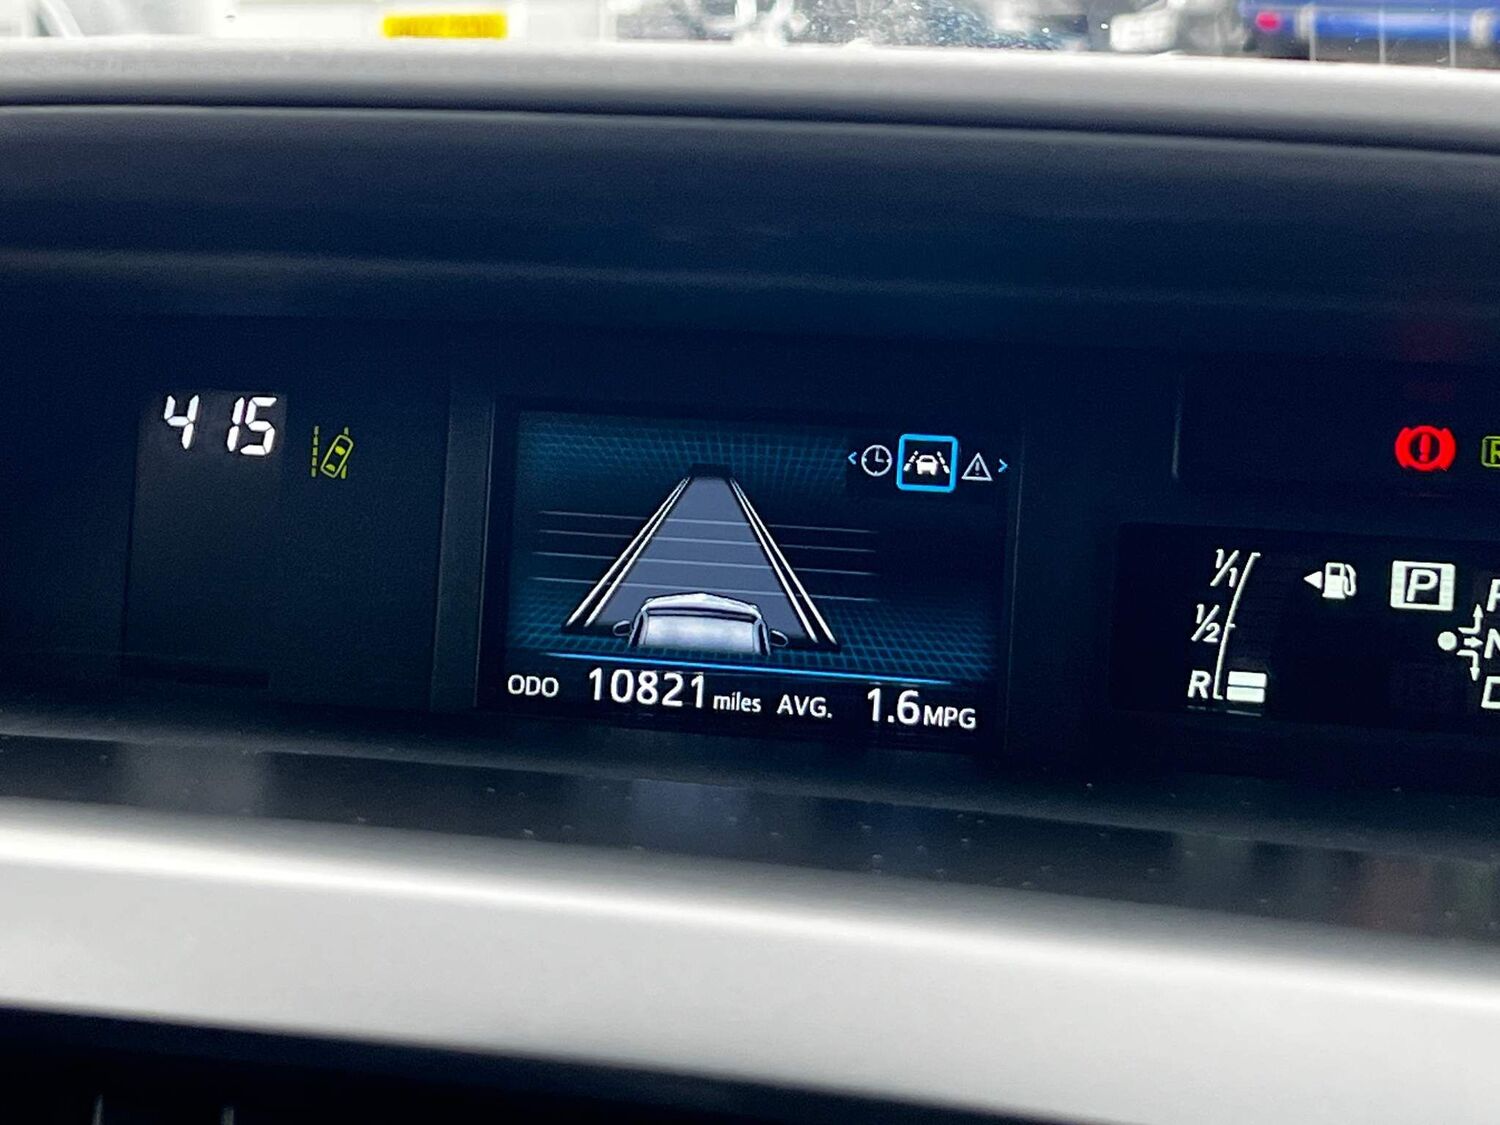 4 15
ODO 10821 miles AVG. 1.6 MPG
1/1
1/2
R
P
N